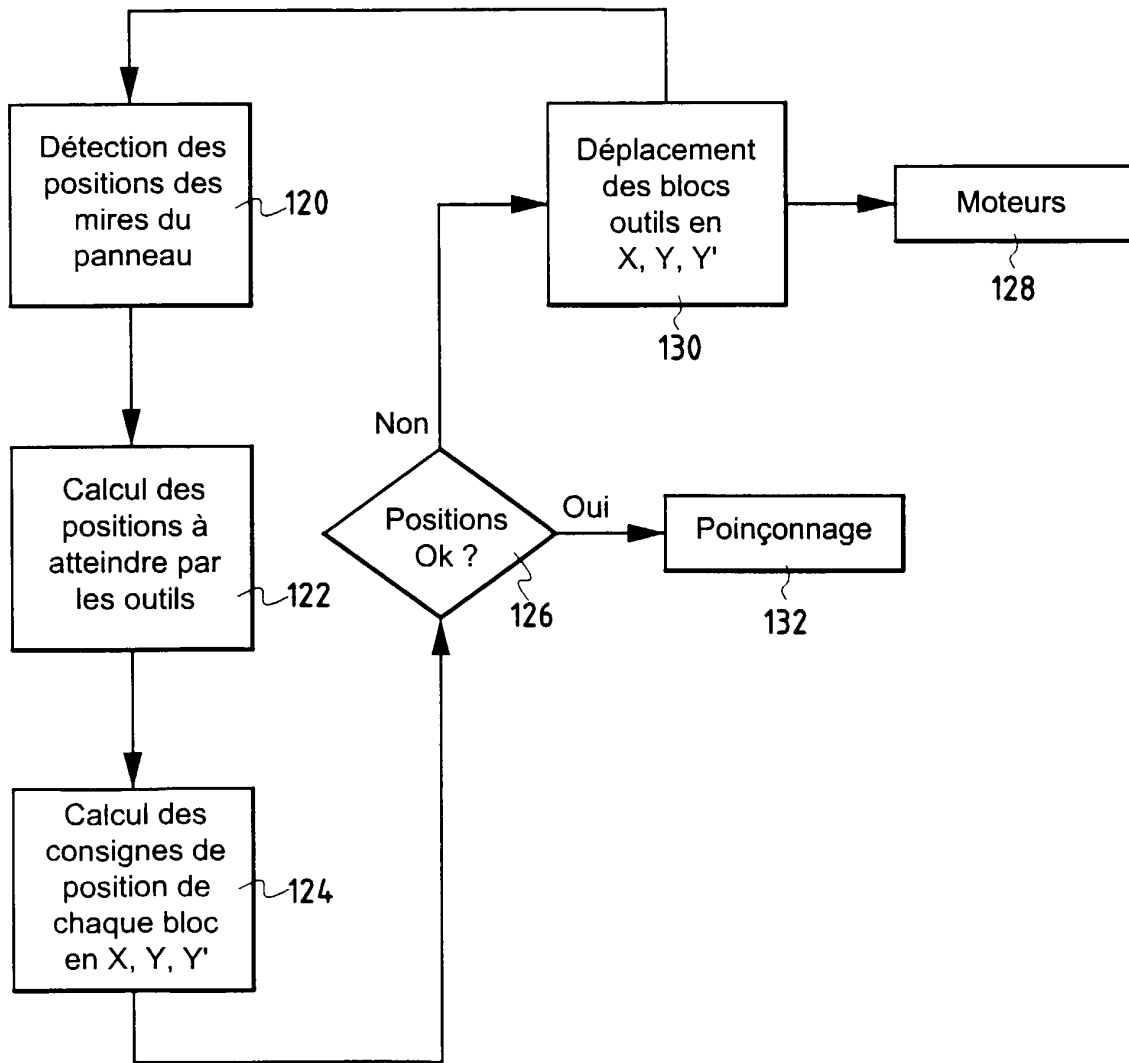 Détection des
positions des
mires du
panneau
120
Calcul des
positions à
atteindre par
les outils
122
Calcul des
consignes de
position de
chaque bloc
en X, Y, Y'
124
Positions
Ok ?
126
Non
Oui
Déplacement
des blocs
outils en
X, Y, Y'
130
Moteurs
128
Poinçonnage
132